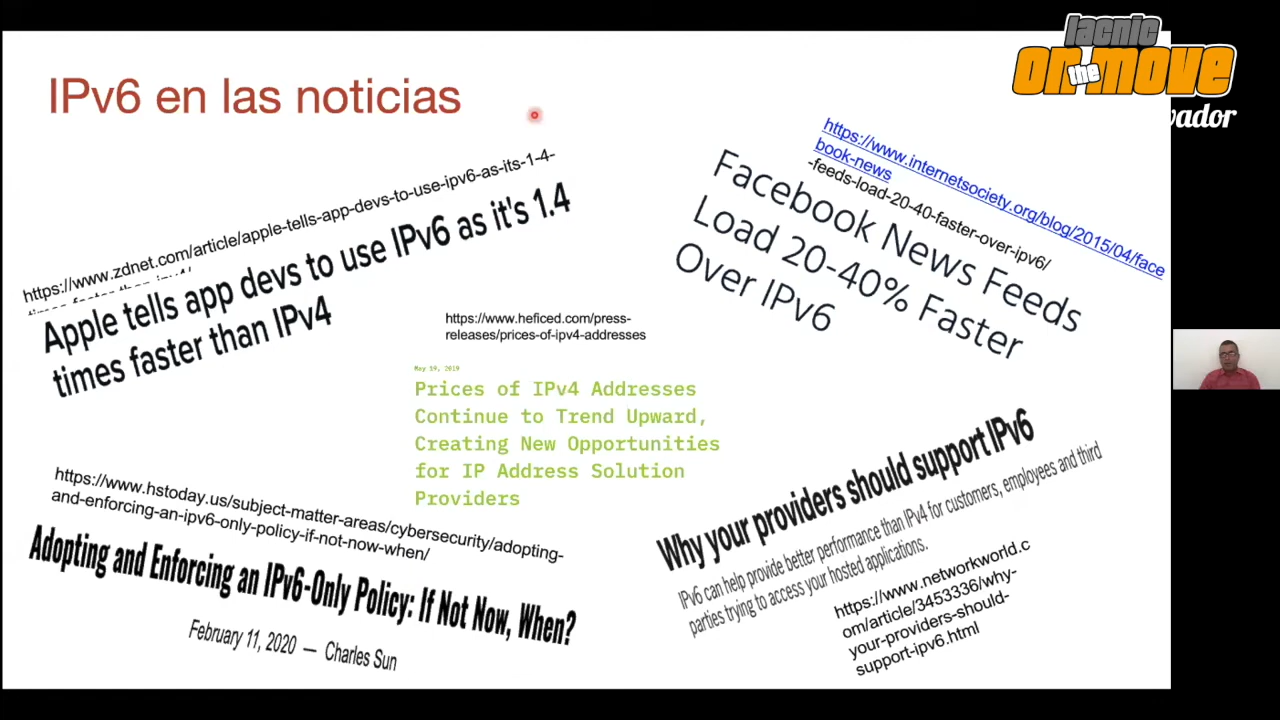 lacnic
on the move
vador
IPv6 en las noticias
https://www.zdnet.com/article/apple-tells-app-devs-to-use-ipv6-as-its-1-4-
Apple tells app devs to use IPv6 as it's 1.4
times faster than IPv4
https://www.internetsociety.org/blog/2015/04/face
book-news
-feeds-load-20-40-faster-over-ipv6/
Facebook News Feeds
Load 20-40% Faster
Over IPv6
https://www.heficed.com/press-
releases/prices-of-ipv4-addresses
May 19, 2019
Prices of IPv4 Addresses
Continue to Trend Upward,
Creating New Opportunities
for IP Address Solution
Providers
https://www.hstoday.us/subject-matter-areas/cybersecurity/adopting-
and-enforcing-an-ipv6-only-policy-if-not-now-when/
Adopting and Enforcing an IPv6-Only Policy: If Not Now, When?
February 11, 2020 — Charles Sun
Why your providers should support IPv6
IPv6 can help provide better performance than IPv4 for customers, employees and third
parties trying to access your hosted applications.
https://www.networkworld.c
om/article/3453336/why-
your-providers-should-
support-ipv6.html